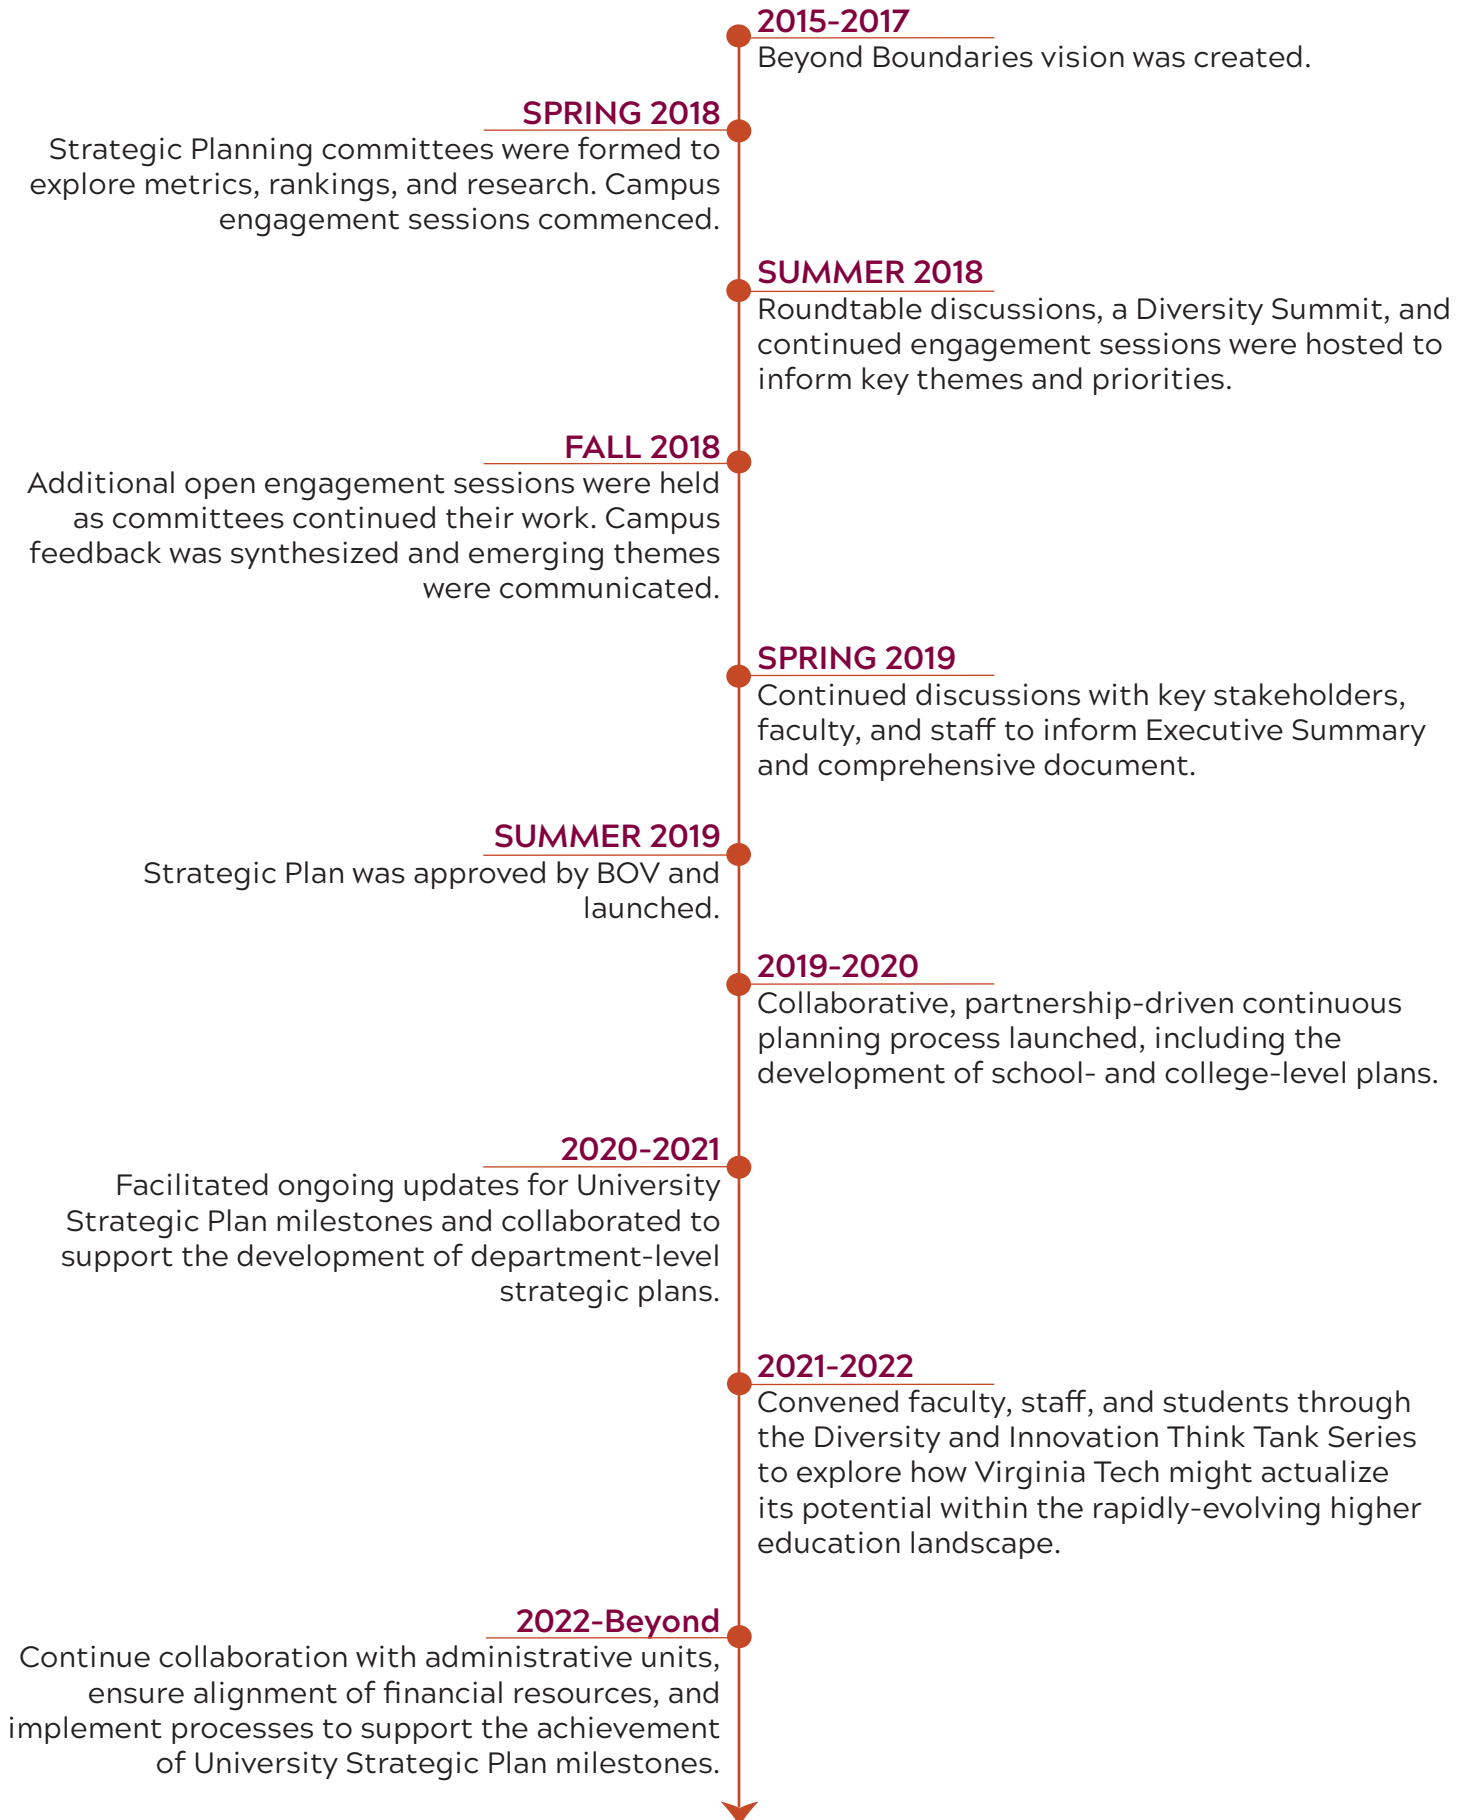 2015-2017
Beyond Boundaries vision was created.
SPRING 2018
Strategic Planning committees were formed to
explore metrics, rankings, and research. Campus
engagement sessions commenced.
SUMMER 2018
Roundtable discussions, a Diversity Summit, and
continued engagement sessions were hosted to
inform key themes and priorities.
FALL 2018
Additional open engagement sessions were held
as committees continued their work. Campus
feedback was synthesized and emerging themes
were communicated.
SPRING 2019
Continued discussions with key stakeholders,
faculty, and staff to inform Executive Summary
and comprehensive document.
SUMMER 2019
Strategic Plan was approved by BOV and
launched.
2019-2020
Collaborative, partnership-driven continuous
planning process launched, including the
development of school- and college-level plans.
2020-2021
Facilitated ongoing updates for University
Strategic Plan milestones and collaborated to
support the development of department-level
strategic plans.
2021-2022
Convened faculty, staff, and students through
the Diversity and Innovation Think Tank Series
to explore how Virginia Tech might actualize
its potential within the rapidly-evolving higher
education landscape.
2022-Beyond
Continue collaboration with administrative units,
ensure alignment of financial resources, and
implement processes to support the achievement
of University Strategic Plan milestones.